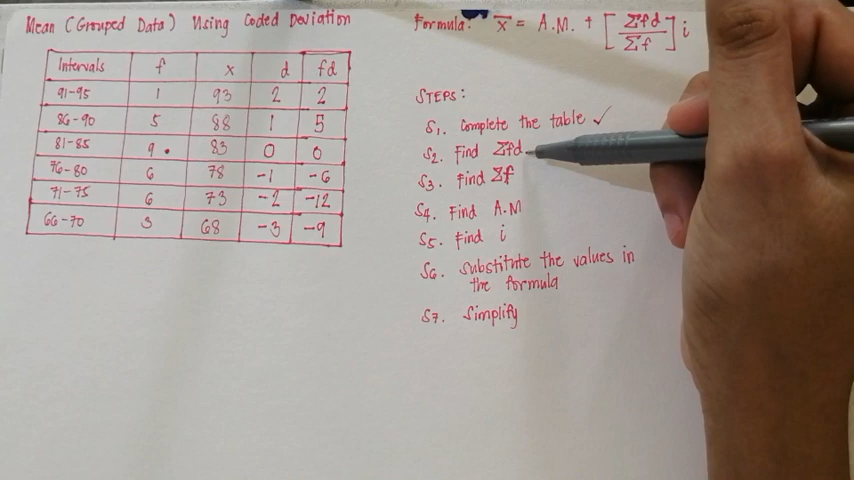 Mean (Grouped Data) Using Coded Deviation
Intervals f x d fd
91-95 1 93 2 2
86-90 5 88 1 5
81-85 9 83 0 0
76-80 6 78 -1 -6
71-75 6 73 -2 -12
66-70 3 68 -3 -9
Formula: x̄ = A.M. + [Σfd/Σf] i
STEPS:
S1. Complete the table ✓
S2. Find Σfd
S3. Find Σf
S4. Find A.M
S5. Find i
S6. Substitute the values in
the formula
S7. Simplify